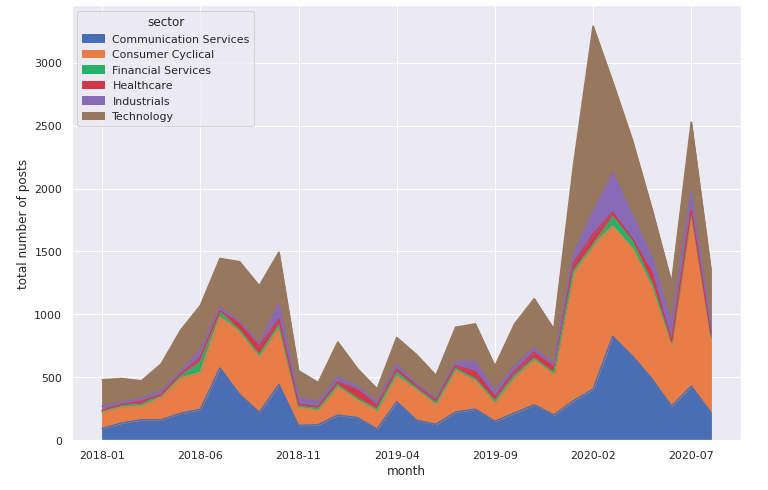 sector
Communication Services
Consumer Cyclical
Financial Services
Healthcare
Industrials
Technology
total number of posts
3000
2500
2000
1500
1000
500
0
2018-01 2018-06 2018-11 2019-04 2019-09 2020-02 2020-07
month